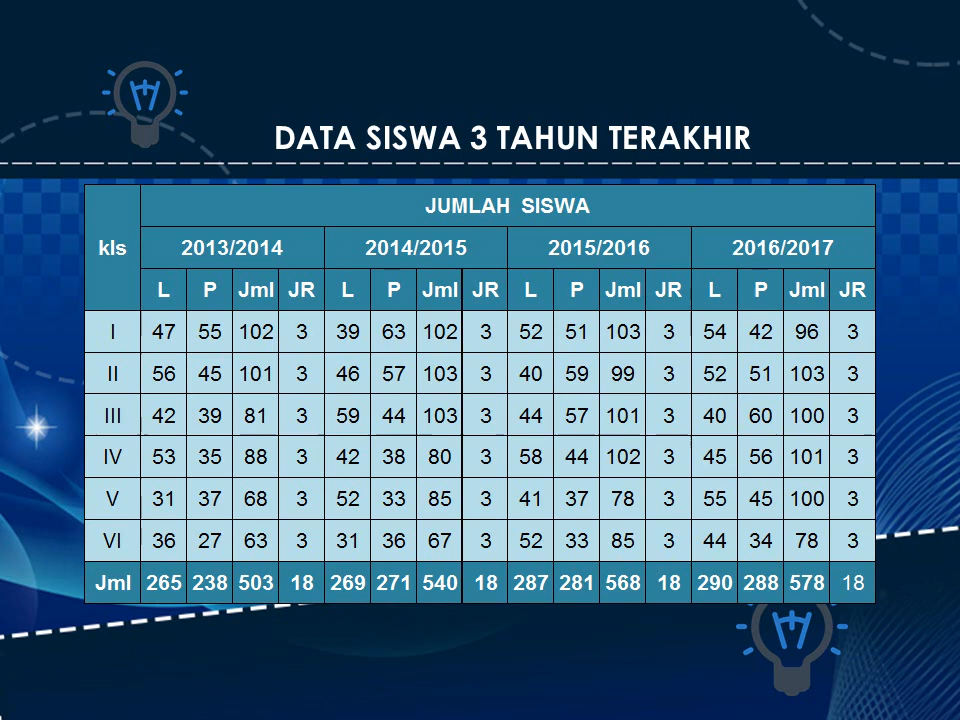 DATA SISWA 3 TAHUN TERAKHIR
kls JUMLAH SISWA
2013/2014 2014/2015 2015/2016 2016/2017
L P Jml JR L P Jml JR L P Jml JR L P Jml JR
I 47 55 102 3 39 63 102 3 52 51 103 3 54 42 96 3
II 56 45 101 3 46 57 103 3 40 59 99 3 52 51 103 3
III 42 39 81 3 59 44 103 3 44 57 101 3 40 60 100 3
IV 53 35 88 3 42 38 80 3 58 44 102 3 45 56 101 3
V 31 37 68 3 52 33 85 3 41 37 78 3 55 45 100 3
VI 36 27 63 3 31 36 67 3 52 33 85 3 44 34 78 3
Jml 265 238 503 18 269 271 540 18 287 281 568 18 290 288 578 18